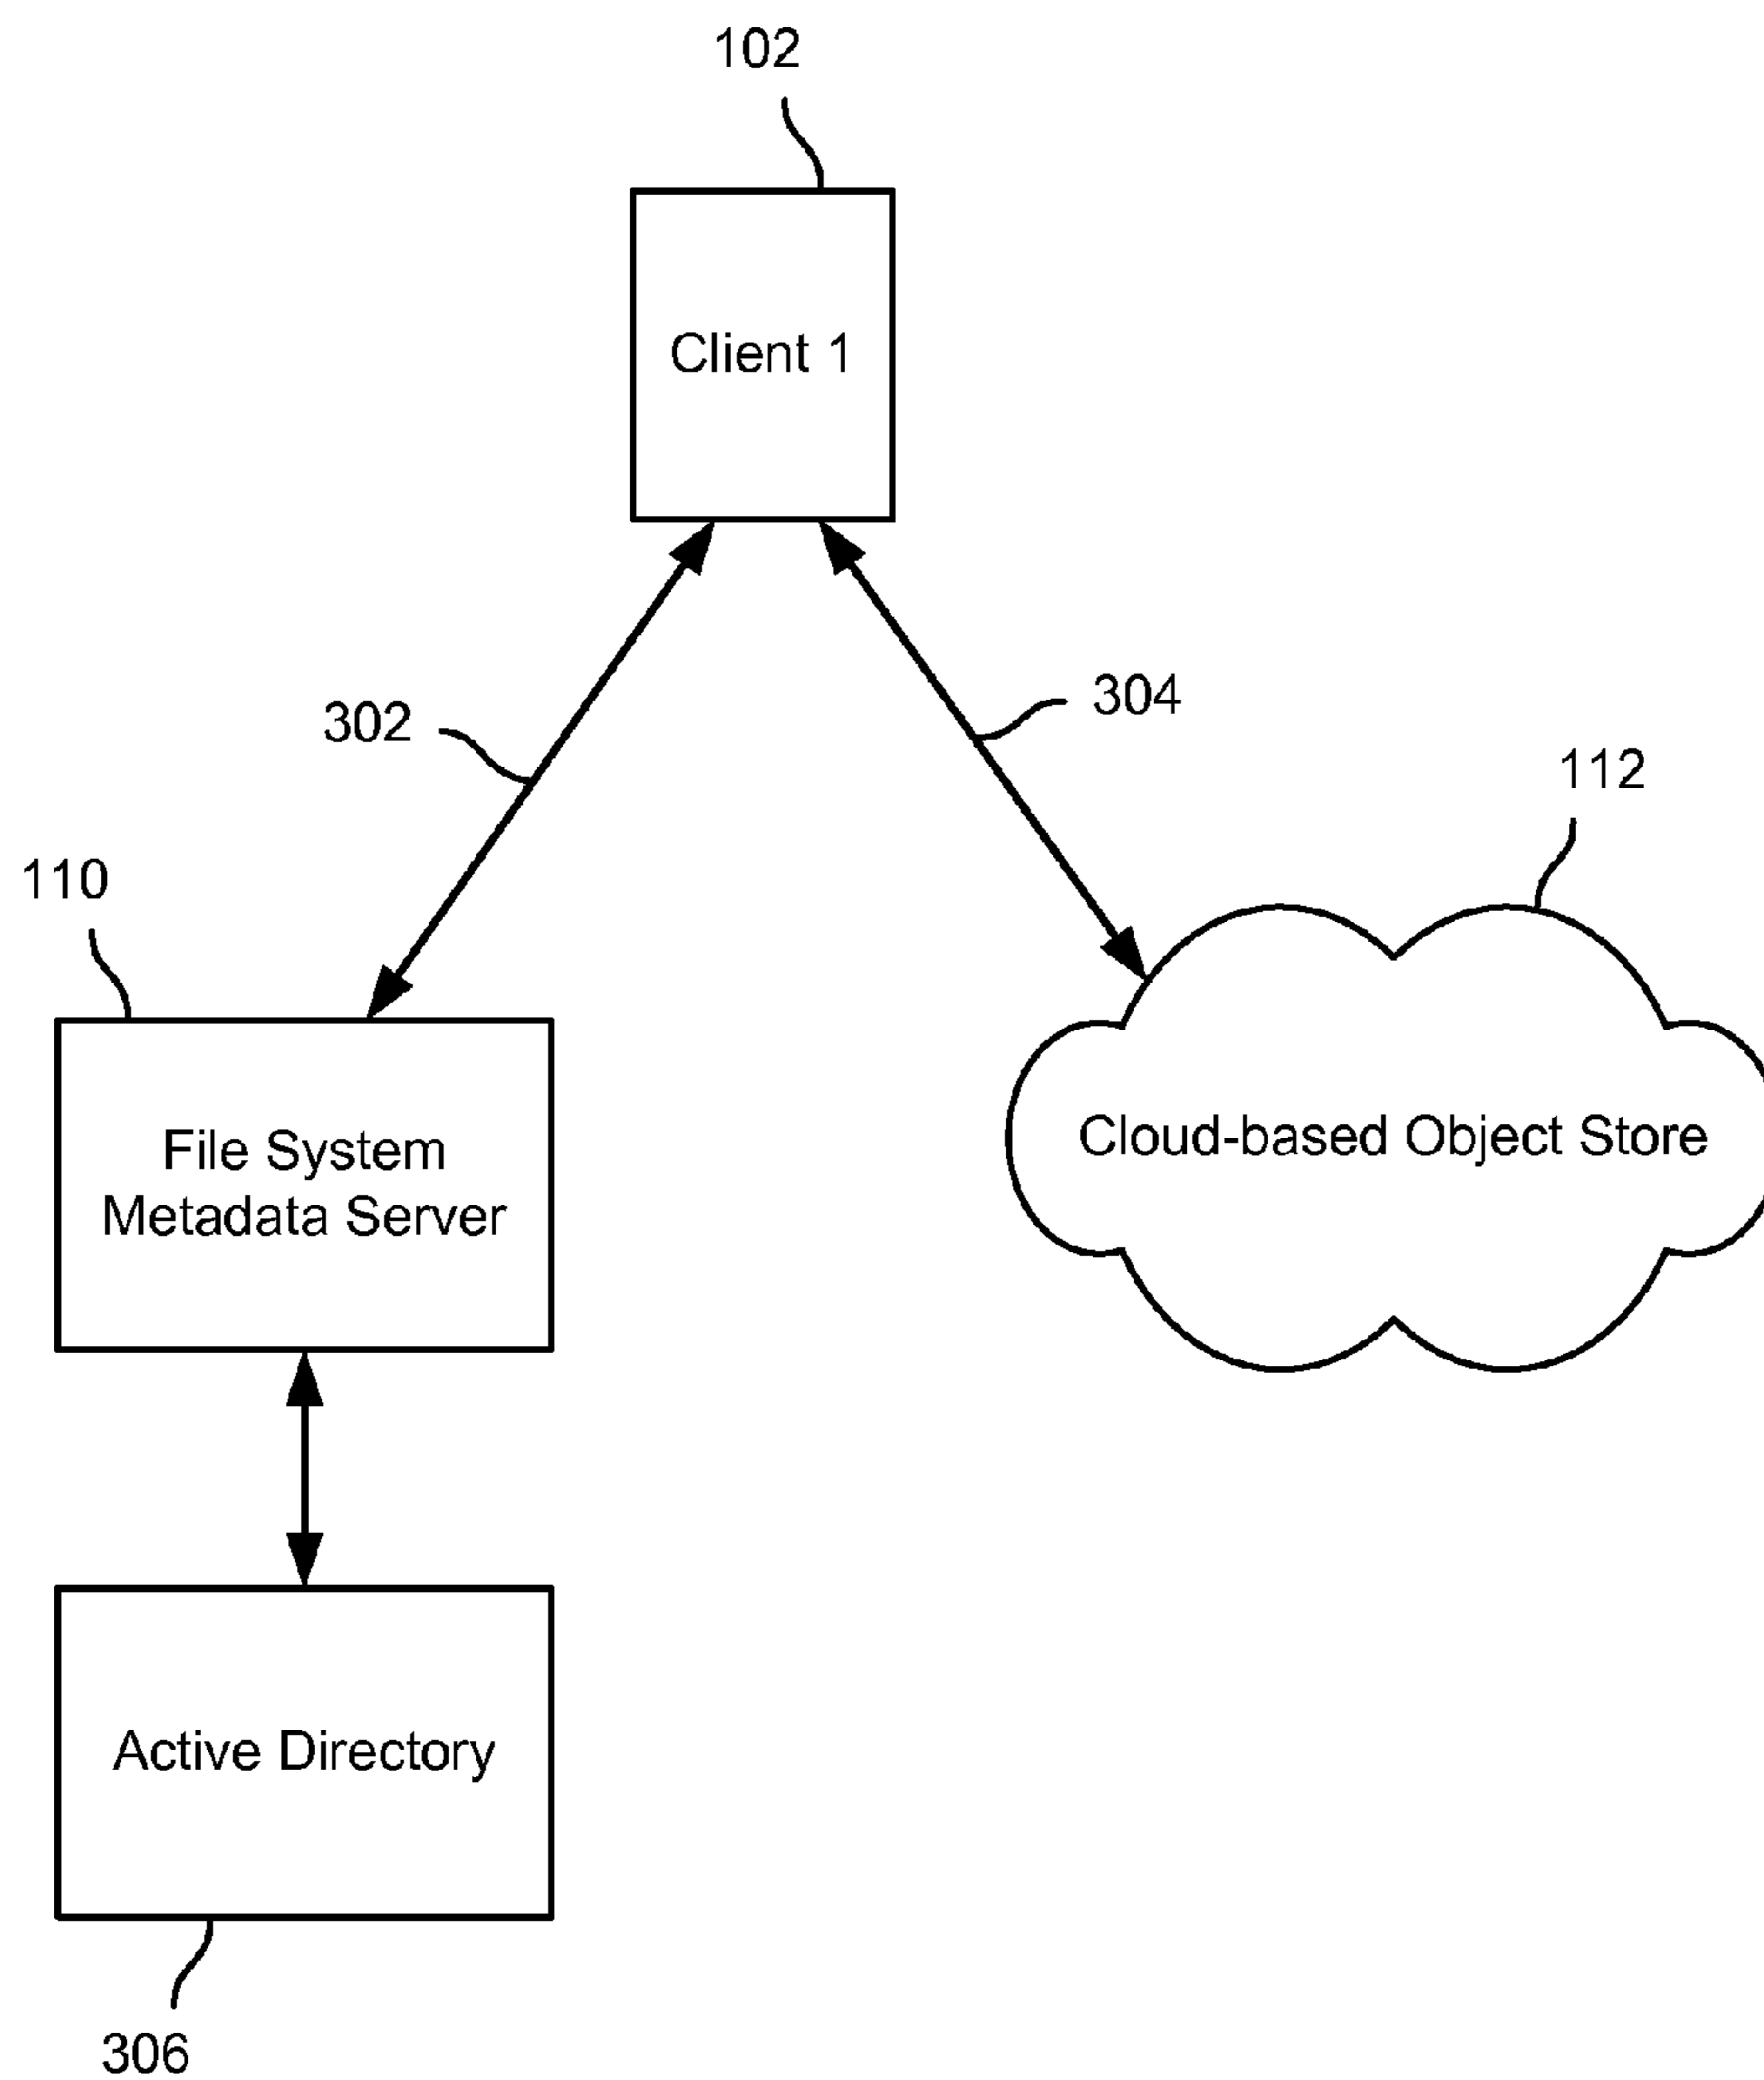 102
Client 1
302
304
112
110
File System
Metadata Server
Cloud-based Object Store
Active Directory
306